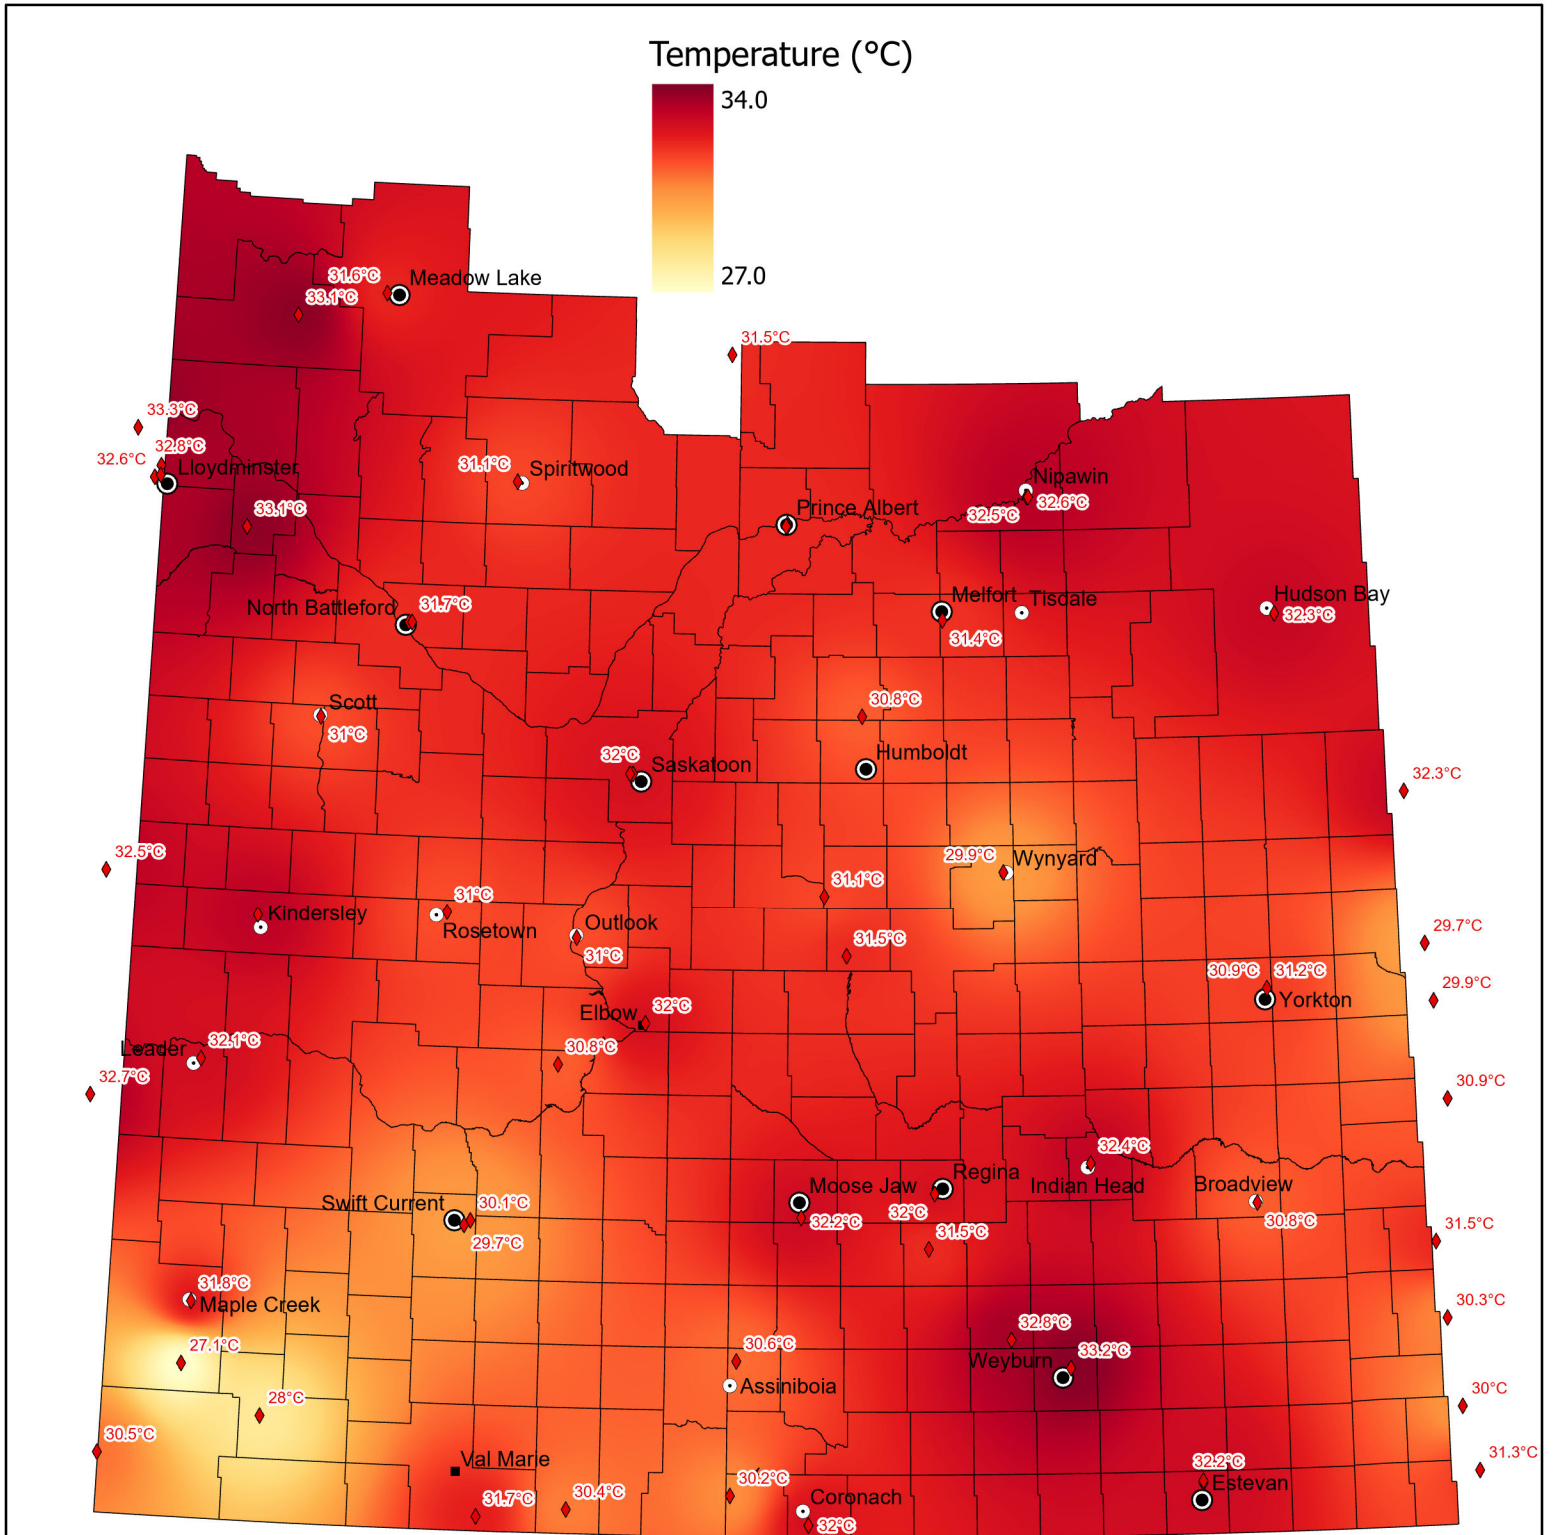 Temperature (°C)
34.0
27.0
Meadow Lake
31.6°C
33.1°C
31.5°C
33.3°C
32.8°C
32.6°C
Lloydminster
31.1°C
Spiritwood
Nipawin
32.6°C
32.5°C
33.1°C
Prince Albert
North Battleford
31.7°C
Melfort
Tisdale
31.4°C
Hudson Bay
32.3°C
Scott
31°C
30.8°C
Humboldt
32°C
Saskatoon
32.3°C
32.5°C
29.9°C
Wynyard
31.1°C
Kindersley
31°C
Rosetown
Outlook
31°C
31.5°C
29.7°C
30.9°C
31.2°C
Yorkton
29.9°C
Elbow
32°C
Leader
32.1°C
30.8°C
32.7°C
30.9°C
32.4°C
Indian Head
Moose Jaw
32.2°C
Regina
32°C
31.5°C
Broadview
30.8°C
Swift Current
30.1°C
29.7°C
31.5°C
31.8°C
Maple Creek
30.3°C
27.1°C
32.8°C
Weyburn
33.2°C
30.6°C
Assiniboia
28°C
30°C
30.5°C
Val Marie
31.7°C
30.4°C
30.2°C
Coronach
32°C
32.2°C
Estevan
31.3°C